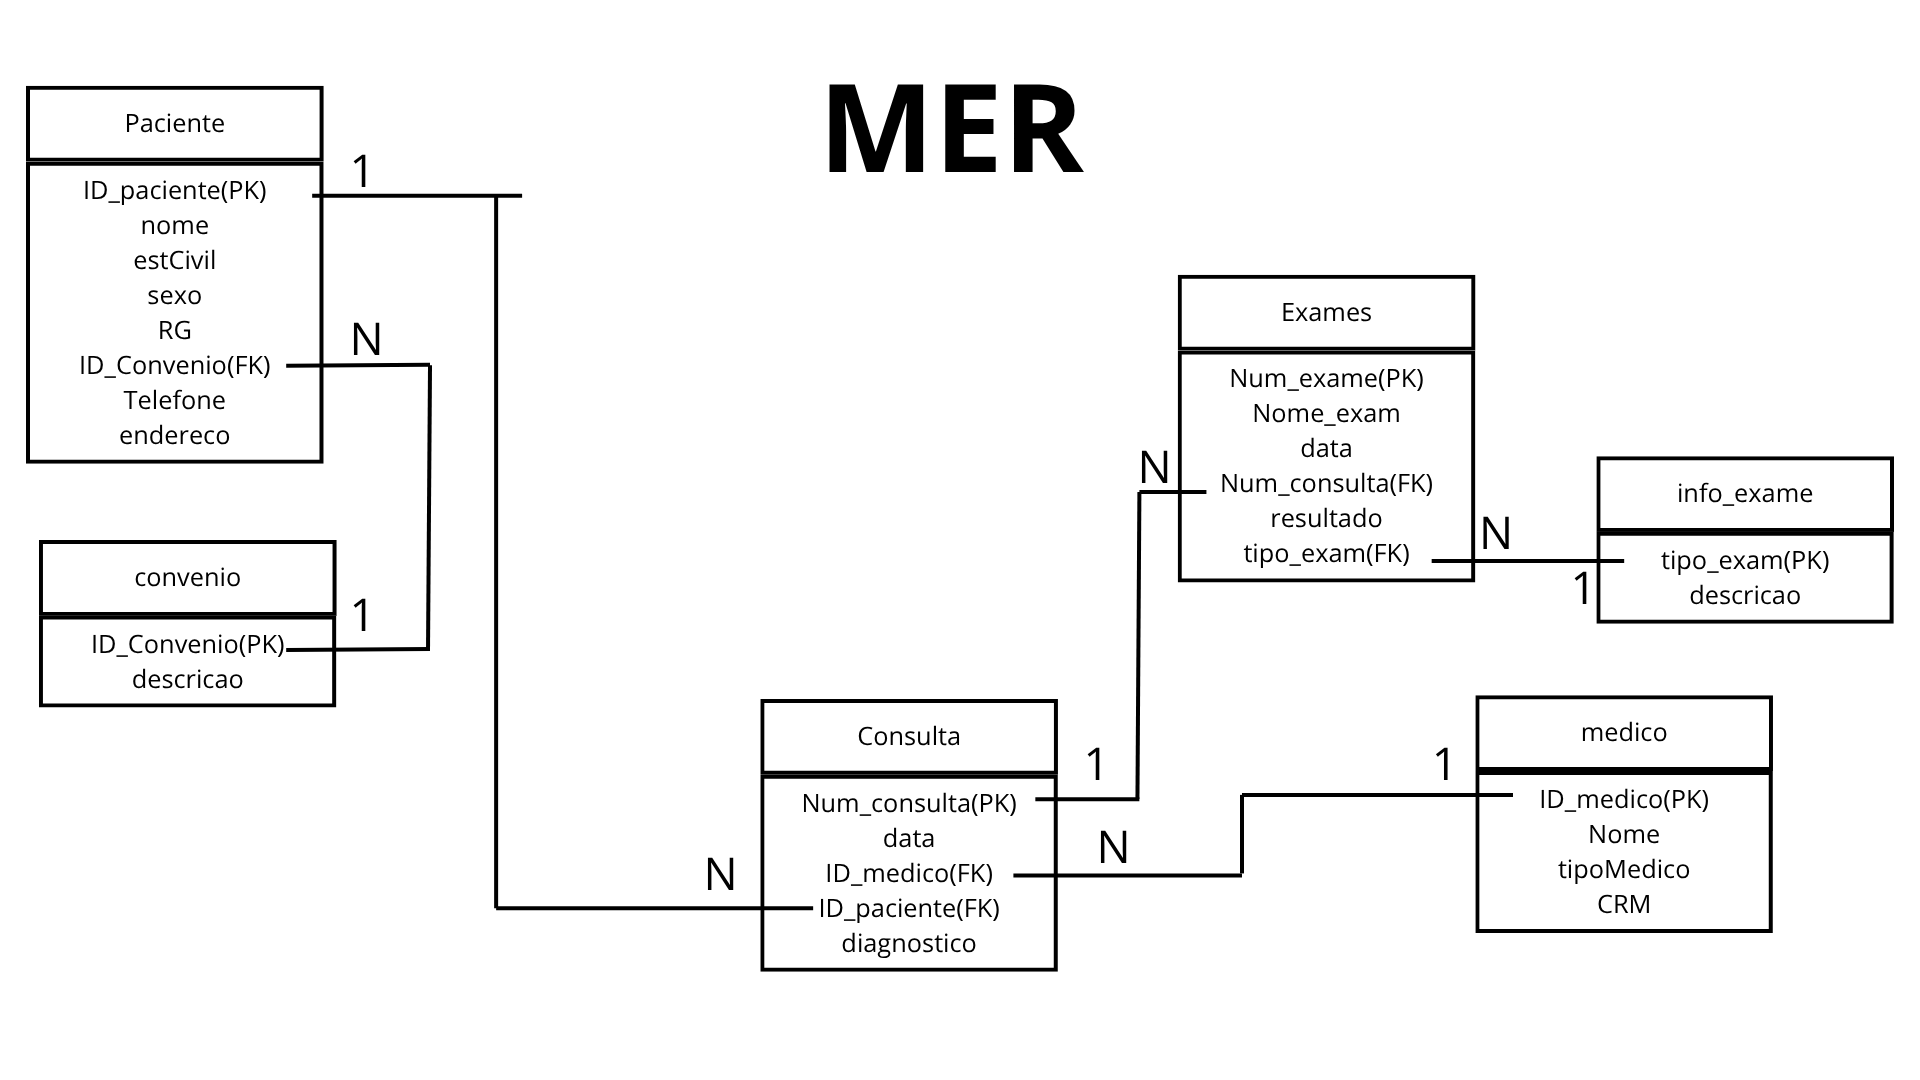 MER
Paciente
1
ID_paciente(PK)
nome
estCivil
sexo
RG
N
ID_Convenio(FK)
Telefone
endereco
convenio
1
ID_Convenio(PK)
descricao
Exames
Num_exame(PK)
Nome_exam
data
N
Num_consulta(FK)
resultado
tipo_exam(FK)
N
1
info_exame
tipo_exam(PK)
descricao
Consulta
1
Num_consulta(PK)
data
N
ID_medico(FK)
N
ID_paciente(FK)
diagnostico
1
medico
ID_medico(PK)
Nome
tipoMedico
CRM